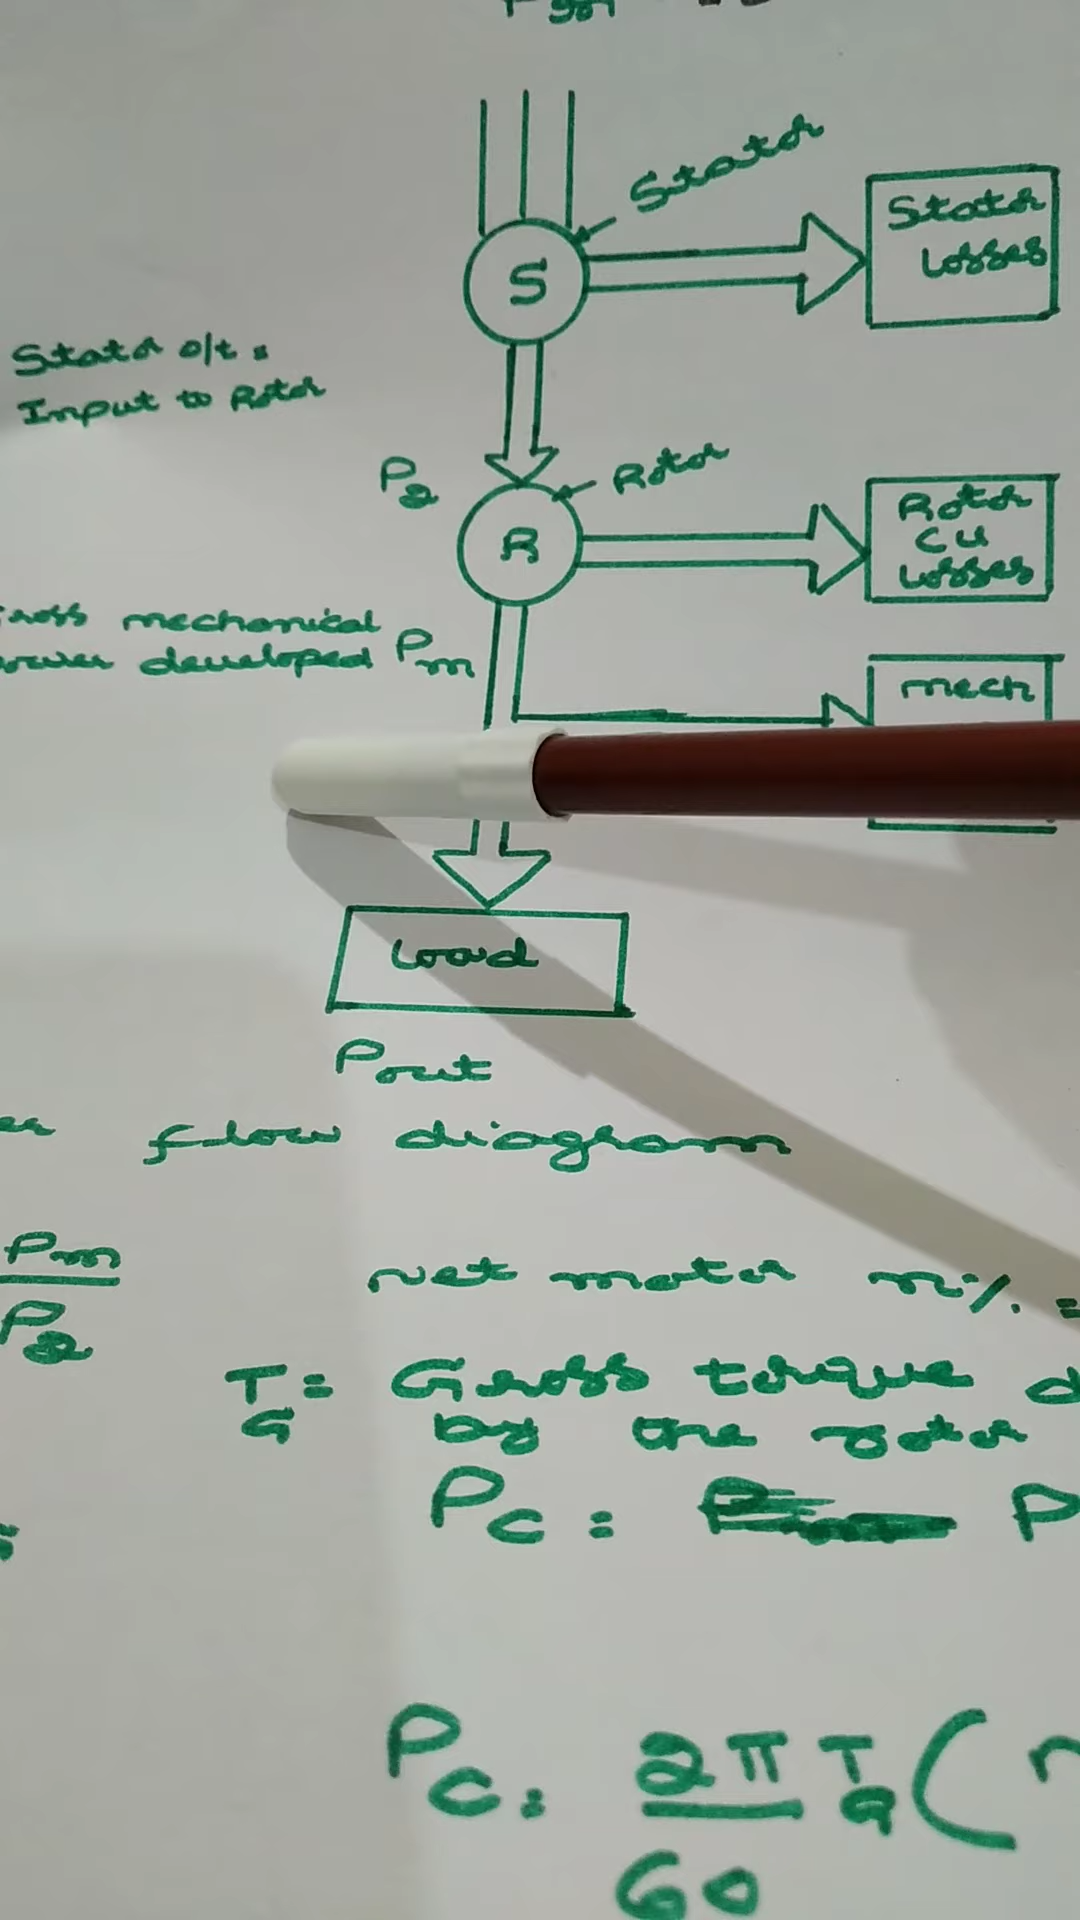 Stator
Stator
Losses
S
Stator o/t =
Input to Rotor
P2
Rotor
R
Rotor
CU
Losses
mechanical
developed Pm
mech
Load
Pout
flow diagram
Pm
P2
Net motor n%. =
TG = Gross torque
by the rotor
Pc = P
Pc = 2π TG (
60